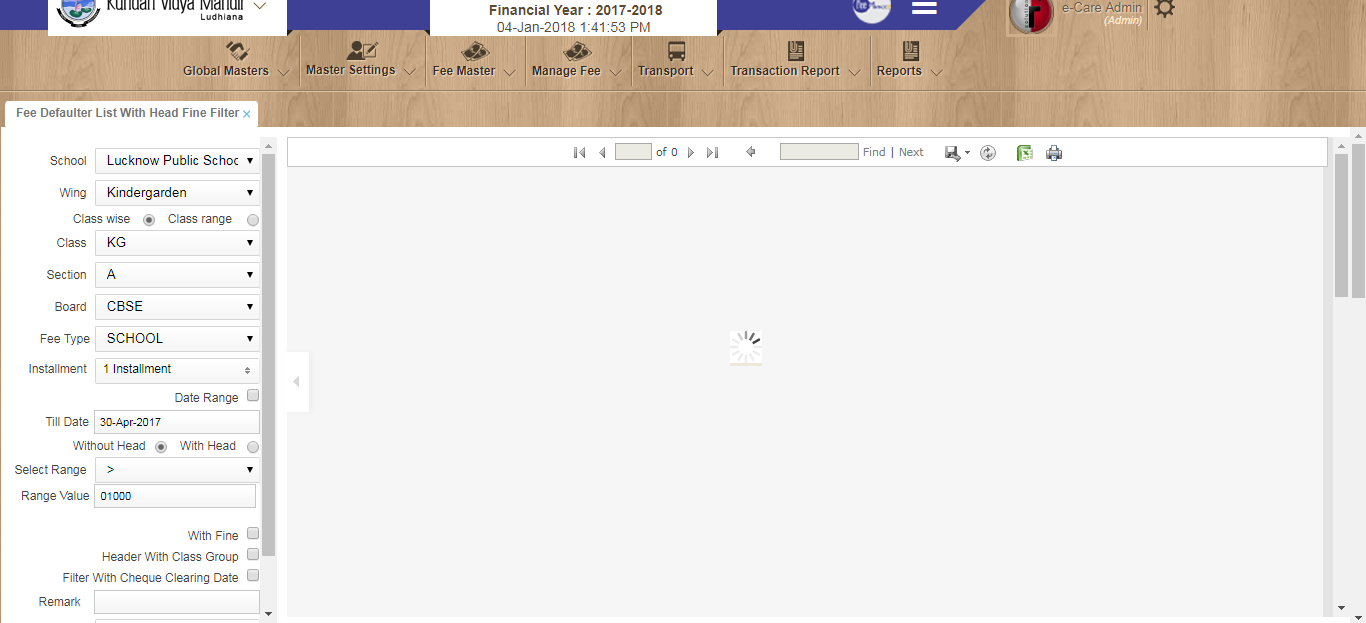 Kundan Vidya Mandir
Ludhiana
Financial Year : 2017-2018
04-Jan-2018 1:41:53 PM
e-Care Admin
(Admin)
Global Masters
Master Settings
Fee Master
Manage Fee
Transport
Transaction Report
Reports
Fee Defaulter List With Head Fine Filter ×
School Lucknow Public Schoc
Wing Kindergarden
Class wise Class range
Class KG
Section A
Board CBSE
Fee Type SCHOOL
Installment 1 Installment
Date Range
Till Date 30-Apr-2017
Without Head With Head
Select Range >
Range Value 01000
With Fine
Header With Class Group
Filter With Cheque Clearing Date
Remark
of 0
Find | Next